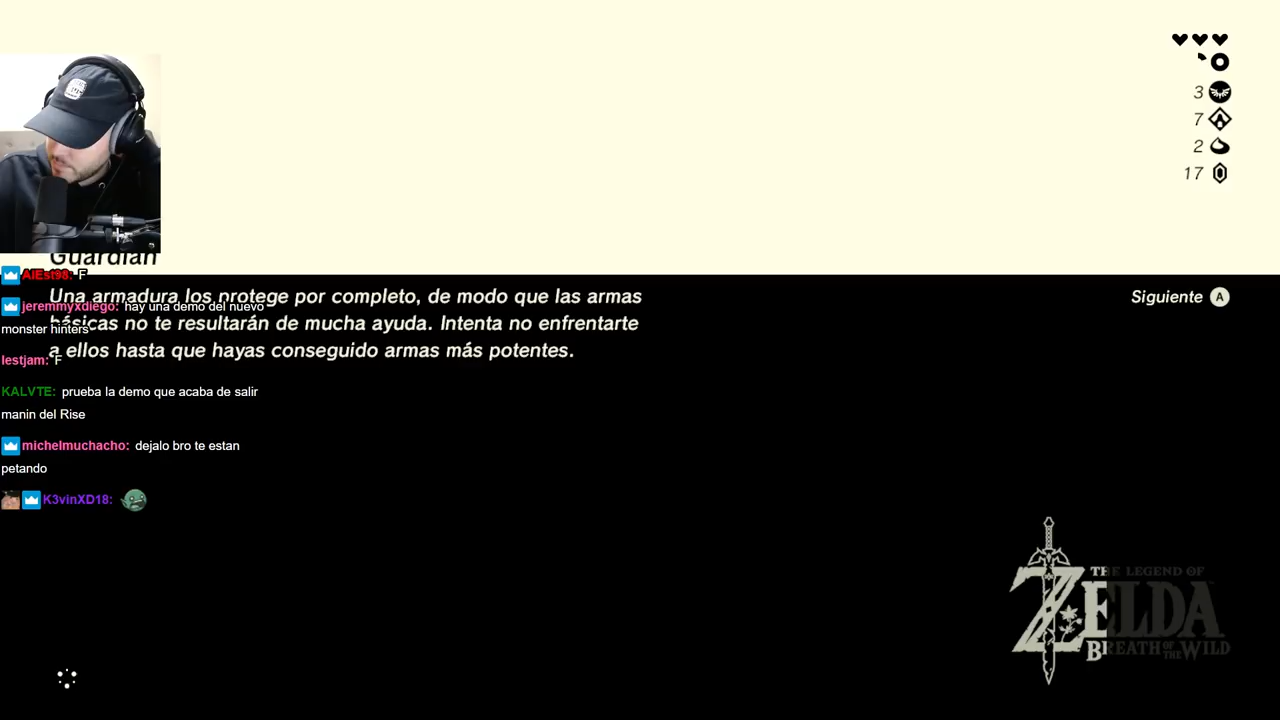 3
7
2
17
Guardián
AlEst98: F
Una armadura los protege por completo, de modo que las armas
Siguiente A
jeremmyxdiego: hay una demo del nuevo
básicas no te resultarán de mucha ayuda. Intenta no enfrentarte
monster hinters
a ellos hasta que hayas conseguido armas más potentes.
lestjam: F
KALVTE: prueba la demo que acaba de salir
manin del Rise
michelmuchacho: dejalo bro te estan
petando
K3vinXD18:
THE LEGEND OF
ZELDA
BREATH OF THE WILD